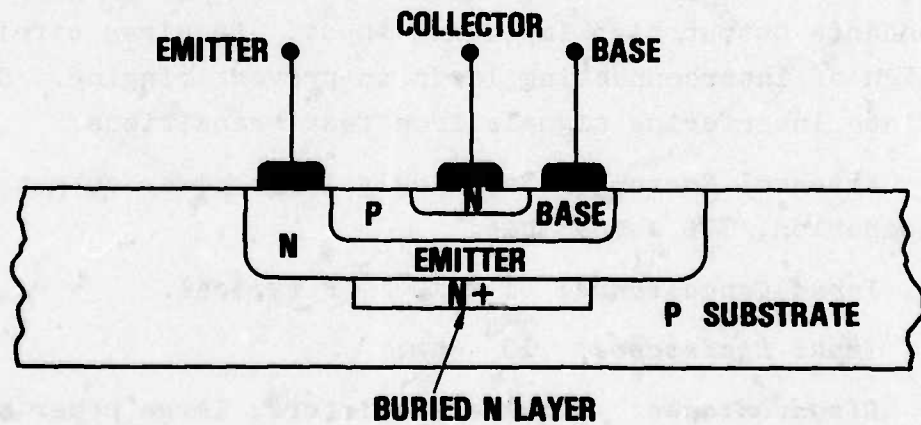 COLLECTOR
EMITTER
BASE
N
P
BASE
N
EMITTER
N+
P SUBSTRATE
BURIED N LAYER